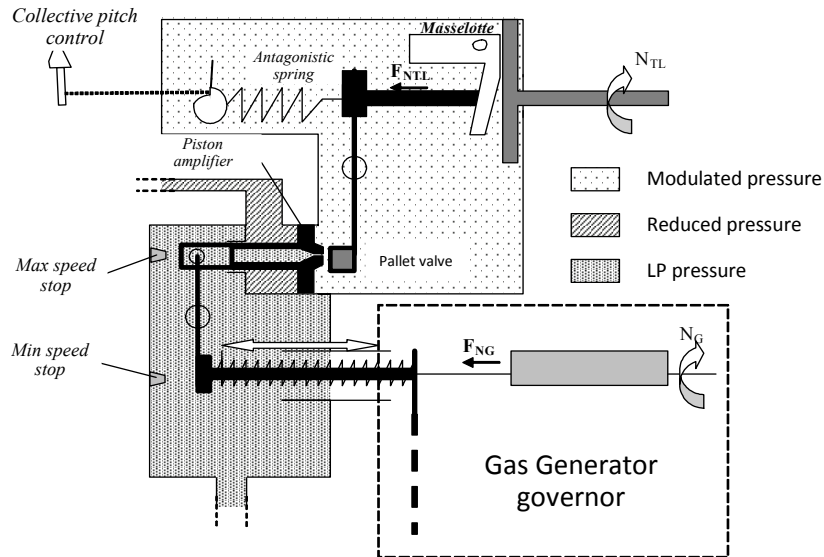 Collective pitch
control
Masselotte
Antagonistic
spring
F_NTL
N_TL
Piston
amplifier
Modulated pressure
Reduced pressure
LP pressure
Pallet valve
Max speed
stop
Min speed
stop
F_NG
N_G
Gas Generator
governor